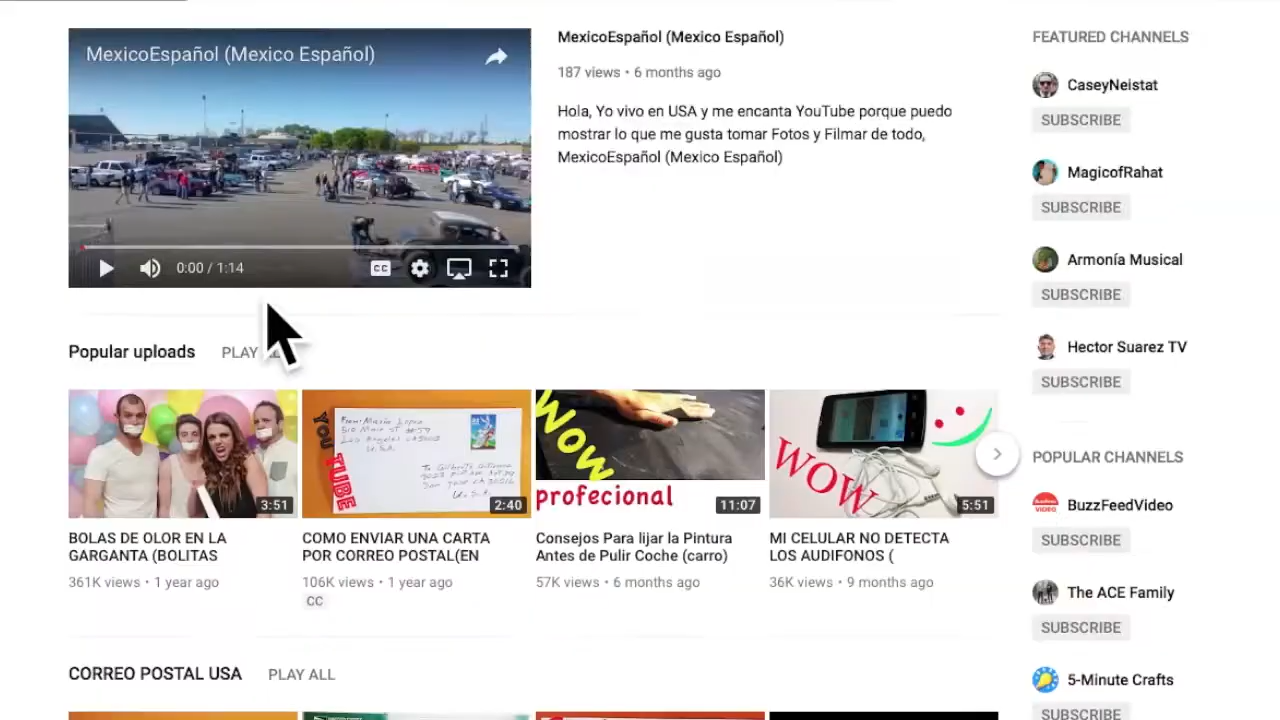 MexicoEspañol (Mexico Español)
0:00 / 1:14
CC
MexicoEspañol (Mexico Español)
187 views • 6 months ago
Hola, Yo vivo en USA y me encanta YouTube porque puedo
mostrar lo que me gusta tomar Fotos y Filmar de todo,
MexicoEspañol (Mexico Español)
Popular uploads
PLAY
3:51
BOLAS DE OLOR EN LA
GARGANTA (BOLITAS
361K views • 1 year ago
YOU
TUBE
2:40
COMO ENVIAR UNA CARTA
POR CORREO POSTAL(EN
106K views • 1 year ago
CC
Wow
profecional
11:07
Consejos Para lijar la Pintura
Antes de Pulir Coche (carro)
57K views • 6 months ago
WOW
5:51
MI CELULAR NO DETECTA
LOS AUDIFONOS (
36K views • 9 months ago
CORREO POSTAL USA
PLAY ALL
FEATURED CHANNELS
CaseyNeistat
SUBSCRIBE
MagicofRahat
SUBSCRIBE
Armonía Musical
SUBSCRIBE
Hector Suarez TV
SUBSCRIBE
POPULAR CHANNELS
BuzzFeedVideo
SUBSCRIBE
The ACE Family
SUBSCRIBE
5-Minute Crafts
SUBSCRIBE